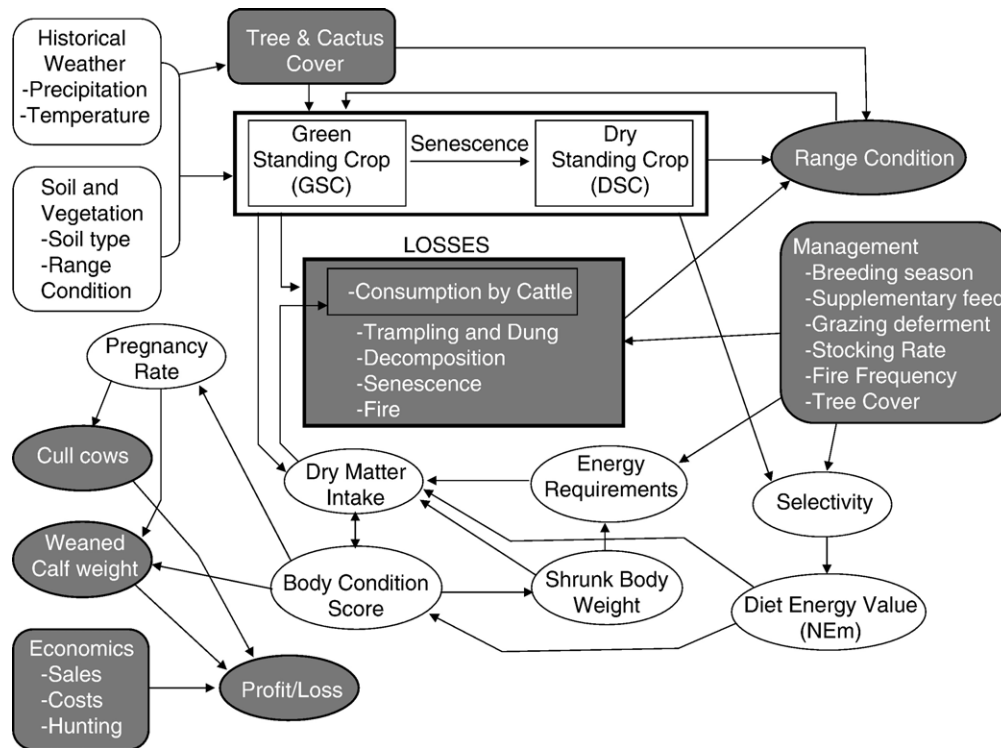 Historical
Weather
-Precipitation
-Temperature
Tree & Cactus
Cover
Soil and
Vegetation
-Soil type
-Range
Condition
Green
Standing Crop
(GSC)
Senescence
Dry
Standing Crop
(DSC)
Range Condition
LOSSES
-Consumption by Cattle
-Trampling and Dung
-Decomposition
-Senescence
-Fire
Management
-Breeding season
-Supplementary feed
-Grazing deferment
-Stocking Rate
-Fire Frequency
-Tree Cover
Pregnancy
Rate
Cull cows
Weaned
Calf weight
Dry Matter
Intake
Energy
Requirements
Selectivity
Body Condition
Score
Shrunk Body
Weight
Diet Energy Value
(NEm)
Economics
-Sales
-Costs
-Hunting
Profit/Loss